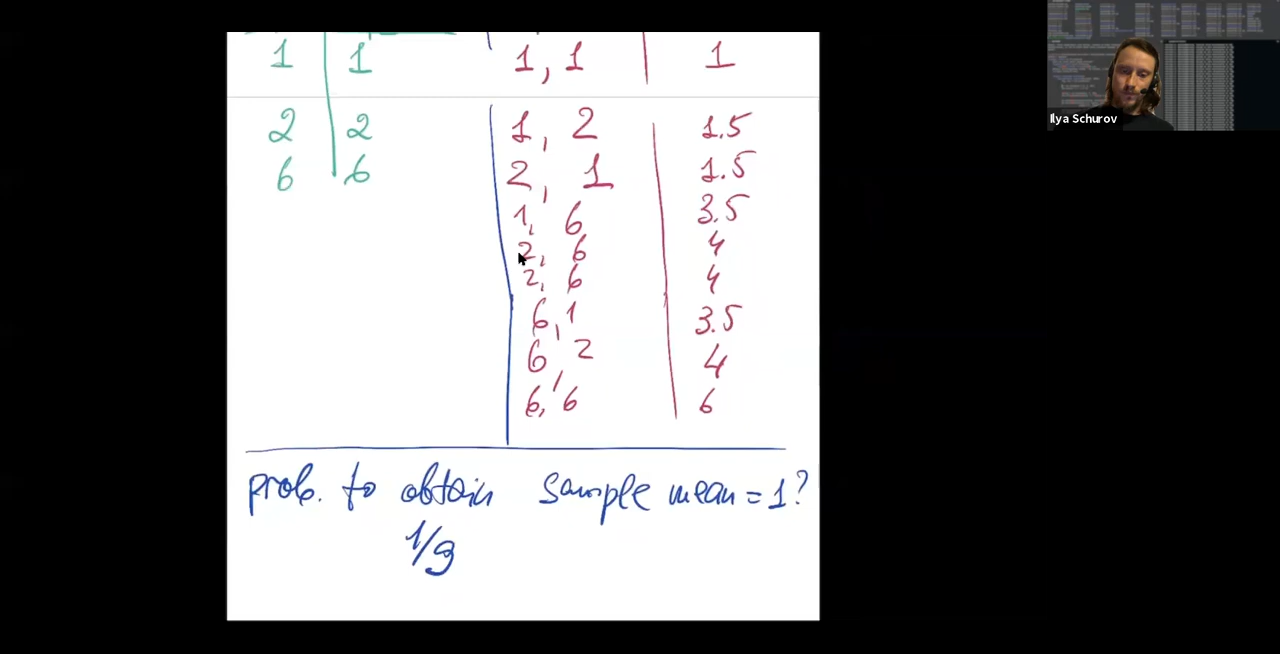 1 1 1, 1 1
2 2 1, 2 1.5
6 6 2, 1 1.5
1, 6 3.5
2, 6 4
2, 6 4
6, 1 3.5
6, 2 4
6, 6 6
prob. to obtain sample mean = 1?
1/9
Ilya Schurov